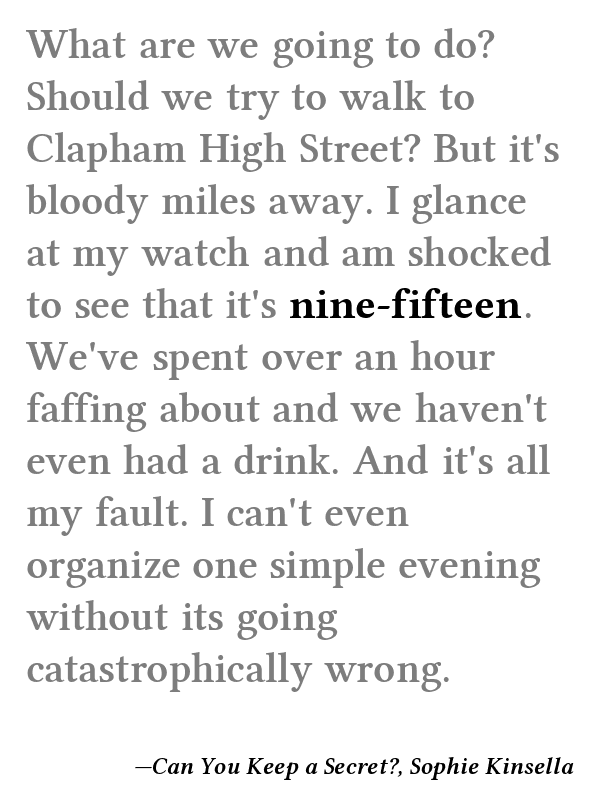 What are we going to do?
Should we try to walk to
Clapham High Street? But it's
bloody miles away. I glance
at my watch and am shocked
to see that it's nine-fifteen.
We've spent over an hour
faffing about and we haven't
even had a drink. And it's all
my fault. I can't even
organize one simple evening
without its going
catastrophically wrong.
—Can You Keep a Secret?, Sophie Kinsella